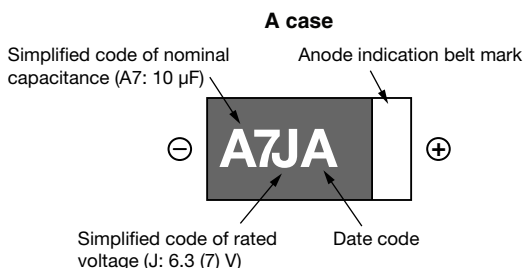 A case
Simplified code of nominal
capacitance (A7: 10 μF)
Anode indication belt mark
⊖
A7JA
⊕
Simplified code of rated
voltage (J: 6.3 (7) V)
Date code